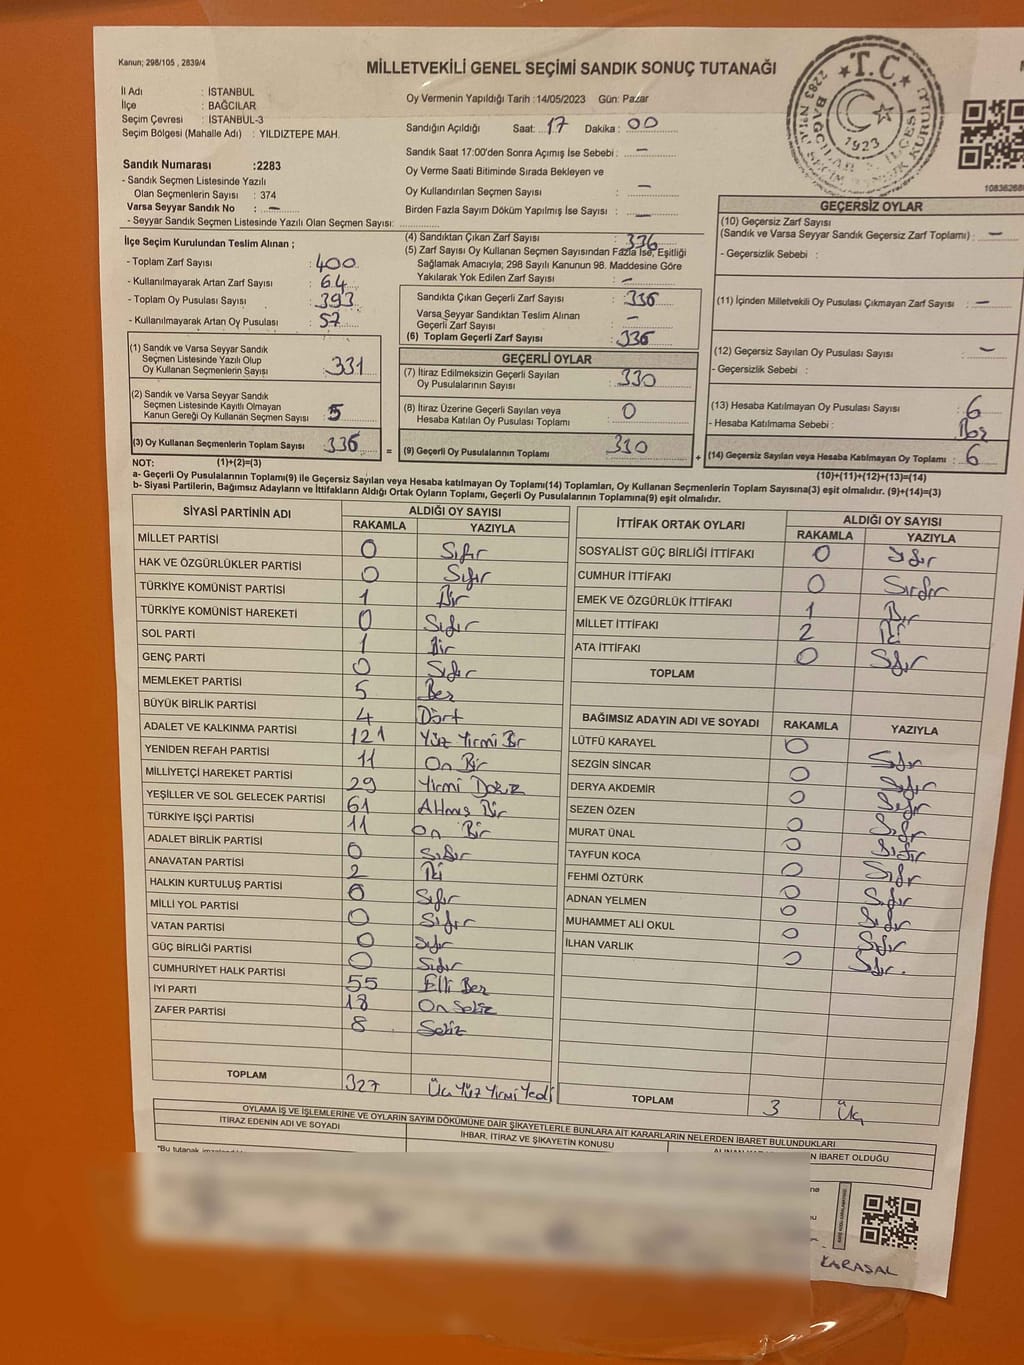 Kanun; 298/105 , 2839/4
MİLLETVEKİLİ GENEL SEÇİMİ SANDIK SONUÇ TUTANAĞI
İl Adı : İSTANBUL
İlçe : BAĞCILAR
Seçim Çevresi : İSTANBUL-3
Seçim Bölgesi (Mahalle Adı) : YILDIZTEPE MAH.
Sandık Numarası :2283
- Sandık Seçmen Listesinde Yazılı
Olan Seçmenlerin Sayısı : 374
Varsa Seyyar Sandık No : -
- Seyyar Sandık Seçmen Listesinde Yazılı Olan Seçmen Sayısı:
Oy Vermenin Yapıldığı Tarih :14/05/2023 Gün: Pazar
Sandığın Açıldığı Saat: 17 Dakika: 00
Sandık Saat 17:00'den Sonra Açımış İse Sebebi : -
Oy Verme Saati Bitiminde Sırada Bekleyen ve
Oy Kullandırılan Seçmen Sayısı : -
Birden Fazla Sayım Döküm Yapılmış İse Sayısı : -
T.C.
1923
1083626
İlçe Seçim Kurulundan Teslim Alınan ;
- Toplam Zarf Sayısı : 400
- Kullanılmayarak Artan Zarf Sayısı : 64
- Toplam Oy Pusulası Sayısı : 393
- Kullanılmayarak Artan Oy Pusulası : 57
(1) Sandık ve Varsa Seyyar Sandık
Seçmen Listesinde Yazılı Olup
Oy Kullanan Seçmenlerin Sayısı : 331
(2) Sandık ve Varsa Seyyar Sandık
Seçmen Listesinde Kayıtlı Olmayan
Kanun Gereği Oy Kullanan Seçmen Sayısı : 5
(3) Oy Kullanan Seçmenlerin Toplam Sayısı : 336
(4) Sandıktan Çıkan Zarf Sayısı : 336
(5) Zarf Sayısı Oy Kullanan Seçmen Sayısından Fazla İse, Eşitliği
Sağlamak Amacıyla; 298 Sayılı Kanunun 98. Maddesine Göre
Yakılarak Yok Edilen Zarf Sayısı : -
Sandıkta Çıkan Geçerli Zarf Sayısı : 336
Varsa Seyyar Sandıktan Teslim Alınan
Geçerli Zarf Sayısı : -
(6) Toplam Geçerli Zarf Sayısı : 336
GEÇERLİ OYLAR
(7) İtiraz Edilmeksizin Geçerli Sayılan
Oy Pusulalarının Sayısı : 330
(8) İtiraz Üzerine Geçerli Sayılan veya
Hesaba Katılan Oy Pusulası Toplamı : 0
= (9) Geçerli Oy Pusulalarının Toplamı : 330
GEÇERSİZ OYLAR
(10) Geçersiz Zarf Sayısı
(Sandık ve Varsa Seyyar Sandık Geçersiz Zarf Toplamı) : -
- Geçersizlik Sebebi :
(11) İçinden Milletvekili Oy Pusulası Çıkmayan Zarf Sayısı : -
(12) Geçersiz Sayılan Oy Pusulası Sayısı : -
- Geçersizlik Sebebi :
(13) Hesaba Katılmayan Oy Pusulası Sayısı : 6
- Hesaba Katılmama Sebebi : Boş
+ (14) Geçersiz Sayılan veya Hesaba Katılmayan Oy Toplamı : 6
NOT: (1)+(2)=(3)
(10)+(11)+(12)+(13)=(14)
a- Geçerli Oy Pusulalarının Toplamı(9) ile Geçersiz Sayılan veya Hesaba katılmayan Oy Toplamı(14) Toplamları, Oy Kullanan Seçmenlerin Toplam Sayısına(3) eşit olmalıdır. (9)+(14)=(3)
b- Siyasi Partilerin, Bağımsız Adayların ve İttifakların Aldığı Ortak Oyların Toplamı, Geçerli Oy Pusulalarının Toplamına(9) eşit olmalıdır.
SİYASİ PARTİNİN ADI ALDIĞI OY SAYISI
RAKAMLA YAZIYLA
MİLLET PARTİSİ 0 Sıfır
HAK VE ÖZGÜRLÜKLER PARTİSİ 0 Sıfır
TÜRKİYE KOMÜNİST PARTİSİ 1 Bir
TÜRKİYE KOMÜNİST HAREKETİ 0 Sıfır
SOL PARTİ 1 Bir
GENÇ PARTİ 0 Sıfır
MEMLEKET PARTİSİ 5 Beş
BÜYÜK BİRLİK PARTİSİ 4 Dört
ADALET VE KALKINMA PARTİSİ 121 Yüz Yirmi Bir
YENİDEN REFAH PARTİSİ 11 On Bir
MİLLİYETÇİ HAREKET PARTİSİ 29 Yirmi Dokuz
YEŞİLLER VE SOL GELECEK PARTİSİ 61 Altmış Bir
TÜRKİYE İŞÇİ PARTİSİ 11 On Bir
ADALET BİRLİK PARTİSİ 0 Sıfır
ANAVATAN PARTİSİ 2 İki
HALKIN KURTULUŞ PARTİSİ 0 Sıfır
MİLLİ YOL PARTİSİ 0 Sıfır
VATAN PARTİSİ 0 Sıfır
GÜÇ BİRLİĞİ PARTİSİ 0 Sıfır
CUMHURİYET HALK PARTİSİ 55 Elli Beş
İYİ PARTİ 18 On Sekiz
ZAFER PARTİSİ 8 Sekiz
TOPLAM 327 Üç Yüz Yirmi Yedi
İTTİFAK ORTAK OYLARI ALDIĞI OY SAYISI
RAKAMLA YAZIYLA
SOSYALİST GÜÇ BİRLİĞİ İTTİFAKI 0 Sıfır
CUMHUR İTTİFAKI 0 Sıfır
EMEK VE ÖZGÜRLÜK İTTİFAKI 1 Bir
MİLLET İTTİFAKI 2 İki
ATA İTTİFAKI 0 Sıfır
TOPLAM
BAĞIMSIZ ADAYIN ADI VE SOYADI RAKAMLA YAZIYLA
LÜTFÜ KARAYEL 0 Sıfır
SEZGİN SİNCAR 0 Sıfır
DERYA AKDEMİR 0 Sıfır
SEZEN ÖZEN 0 Sıfır
MURAT ÜNAL 0 Sıfır
TAYFUN KOCA 0 Sıfır
FEHMİ ÖZTÜRK 0 Sıfır
ADNAN YELMEN 0 Sıfır
MUHAMMET ALİ OKUL 0 Sıfır
İLHAN VARLIK 0 Sıfır.
TOPLAM 3 Üç
OYLAMA İŞ VE İŞLEMLERİNE VE OYLARIN SAYIM DÖKÜMÜNE DAİR ŞİKAYETLERLE BUNLARA AİT KARARLARIN NELERDEN İBARET BULUNDUKLARI
İTİRAZ EDENİN ADI VE SOYADI
İHBAR, İTİRAZ VE ŞİKAYETİN KONUSU
N İBARET OLDUĞU
"Bu tutanak
KARASAL